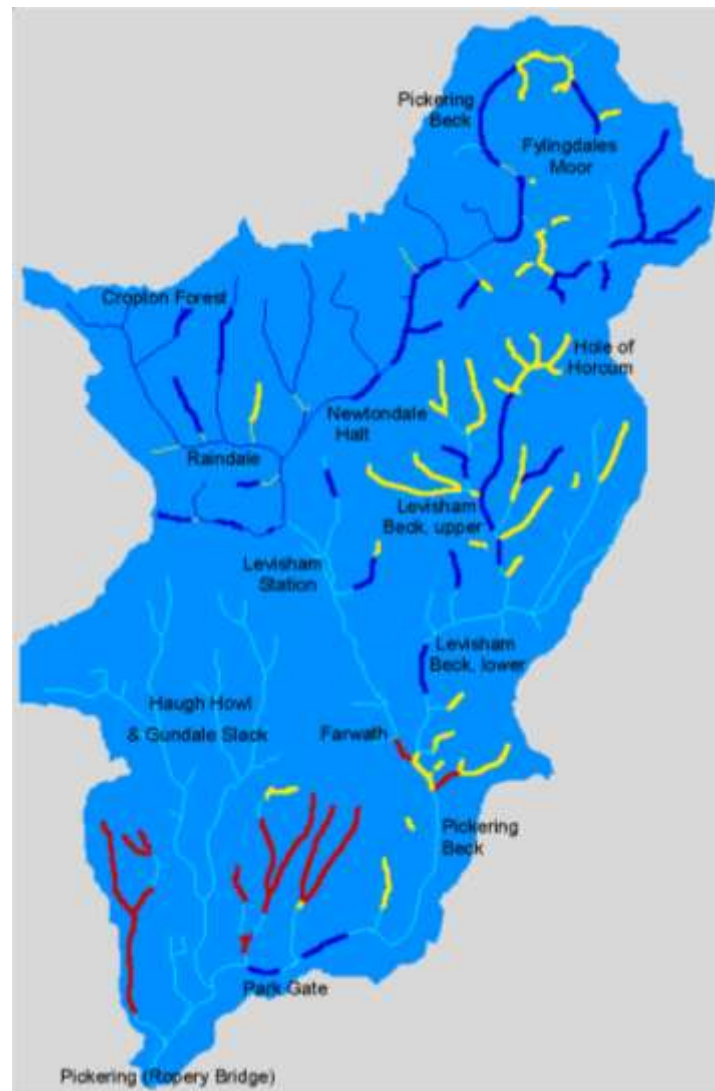 Pickering
Beck
Fylingdales
Moor
Cropton Forest
Hole of
Horcum
Newtondale
Halt
Raindale
Levisham
Beck, upper
Levisham
Station
Levisham
Beck, lower
Haugh Howl
& Gundale Slack
Farwath
Pickering
Beck
Park Gate
Pickering (Ropery Bridge)